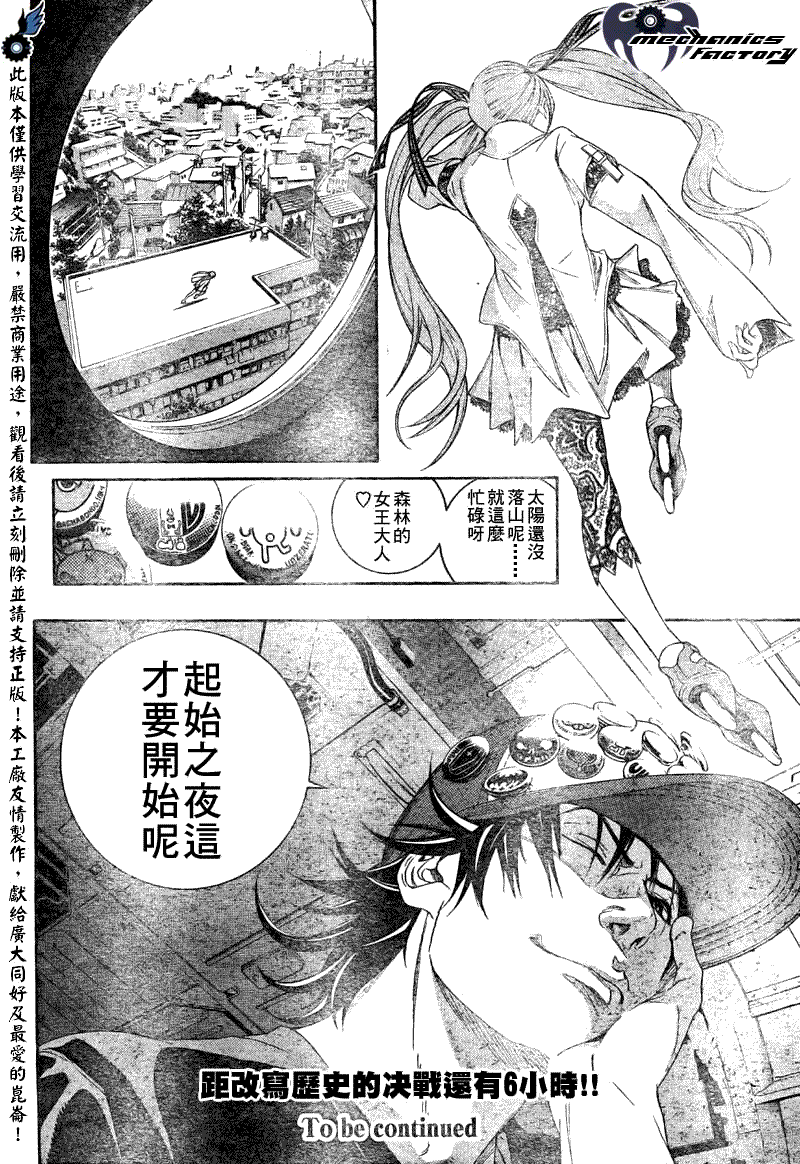 mechanics
Factory
此版本僅供學習交流用，嚴禁商業用途，觀看後請立刻刪除並請支持正版！本工廠友情製作，獻給廣大同好及最愛的崑崙！
太陽還沒
落山呢……
就這麼
忙碌呀
森林的
女王大人
♡
起始之夜這
才要開始呢
距改寫歷史的決戰還有6小時!!
To be continued